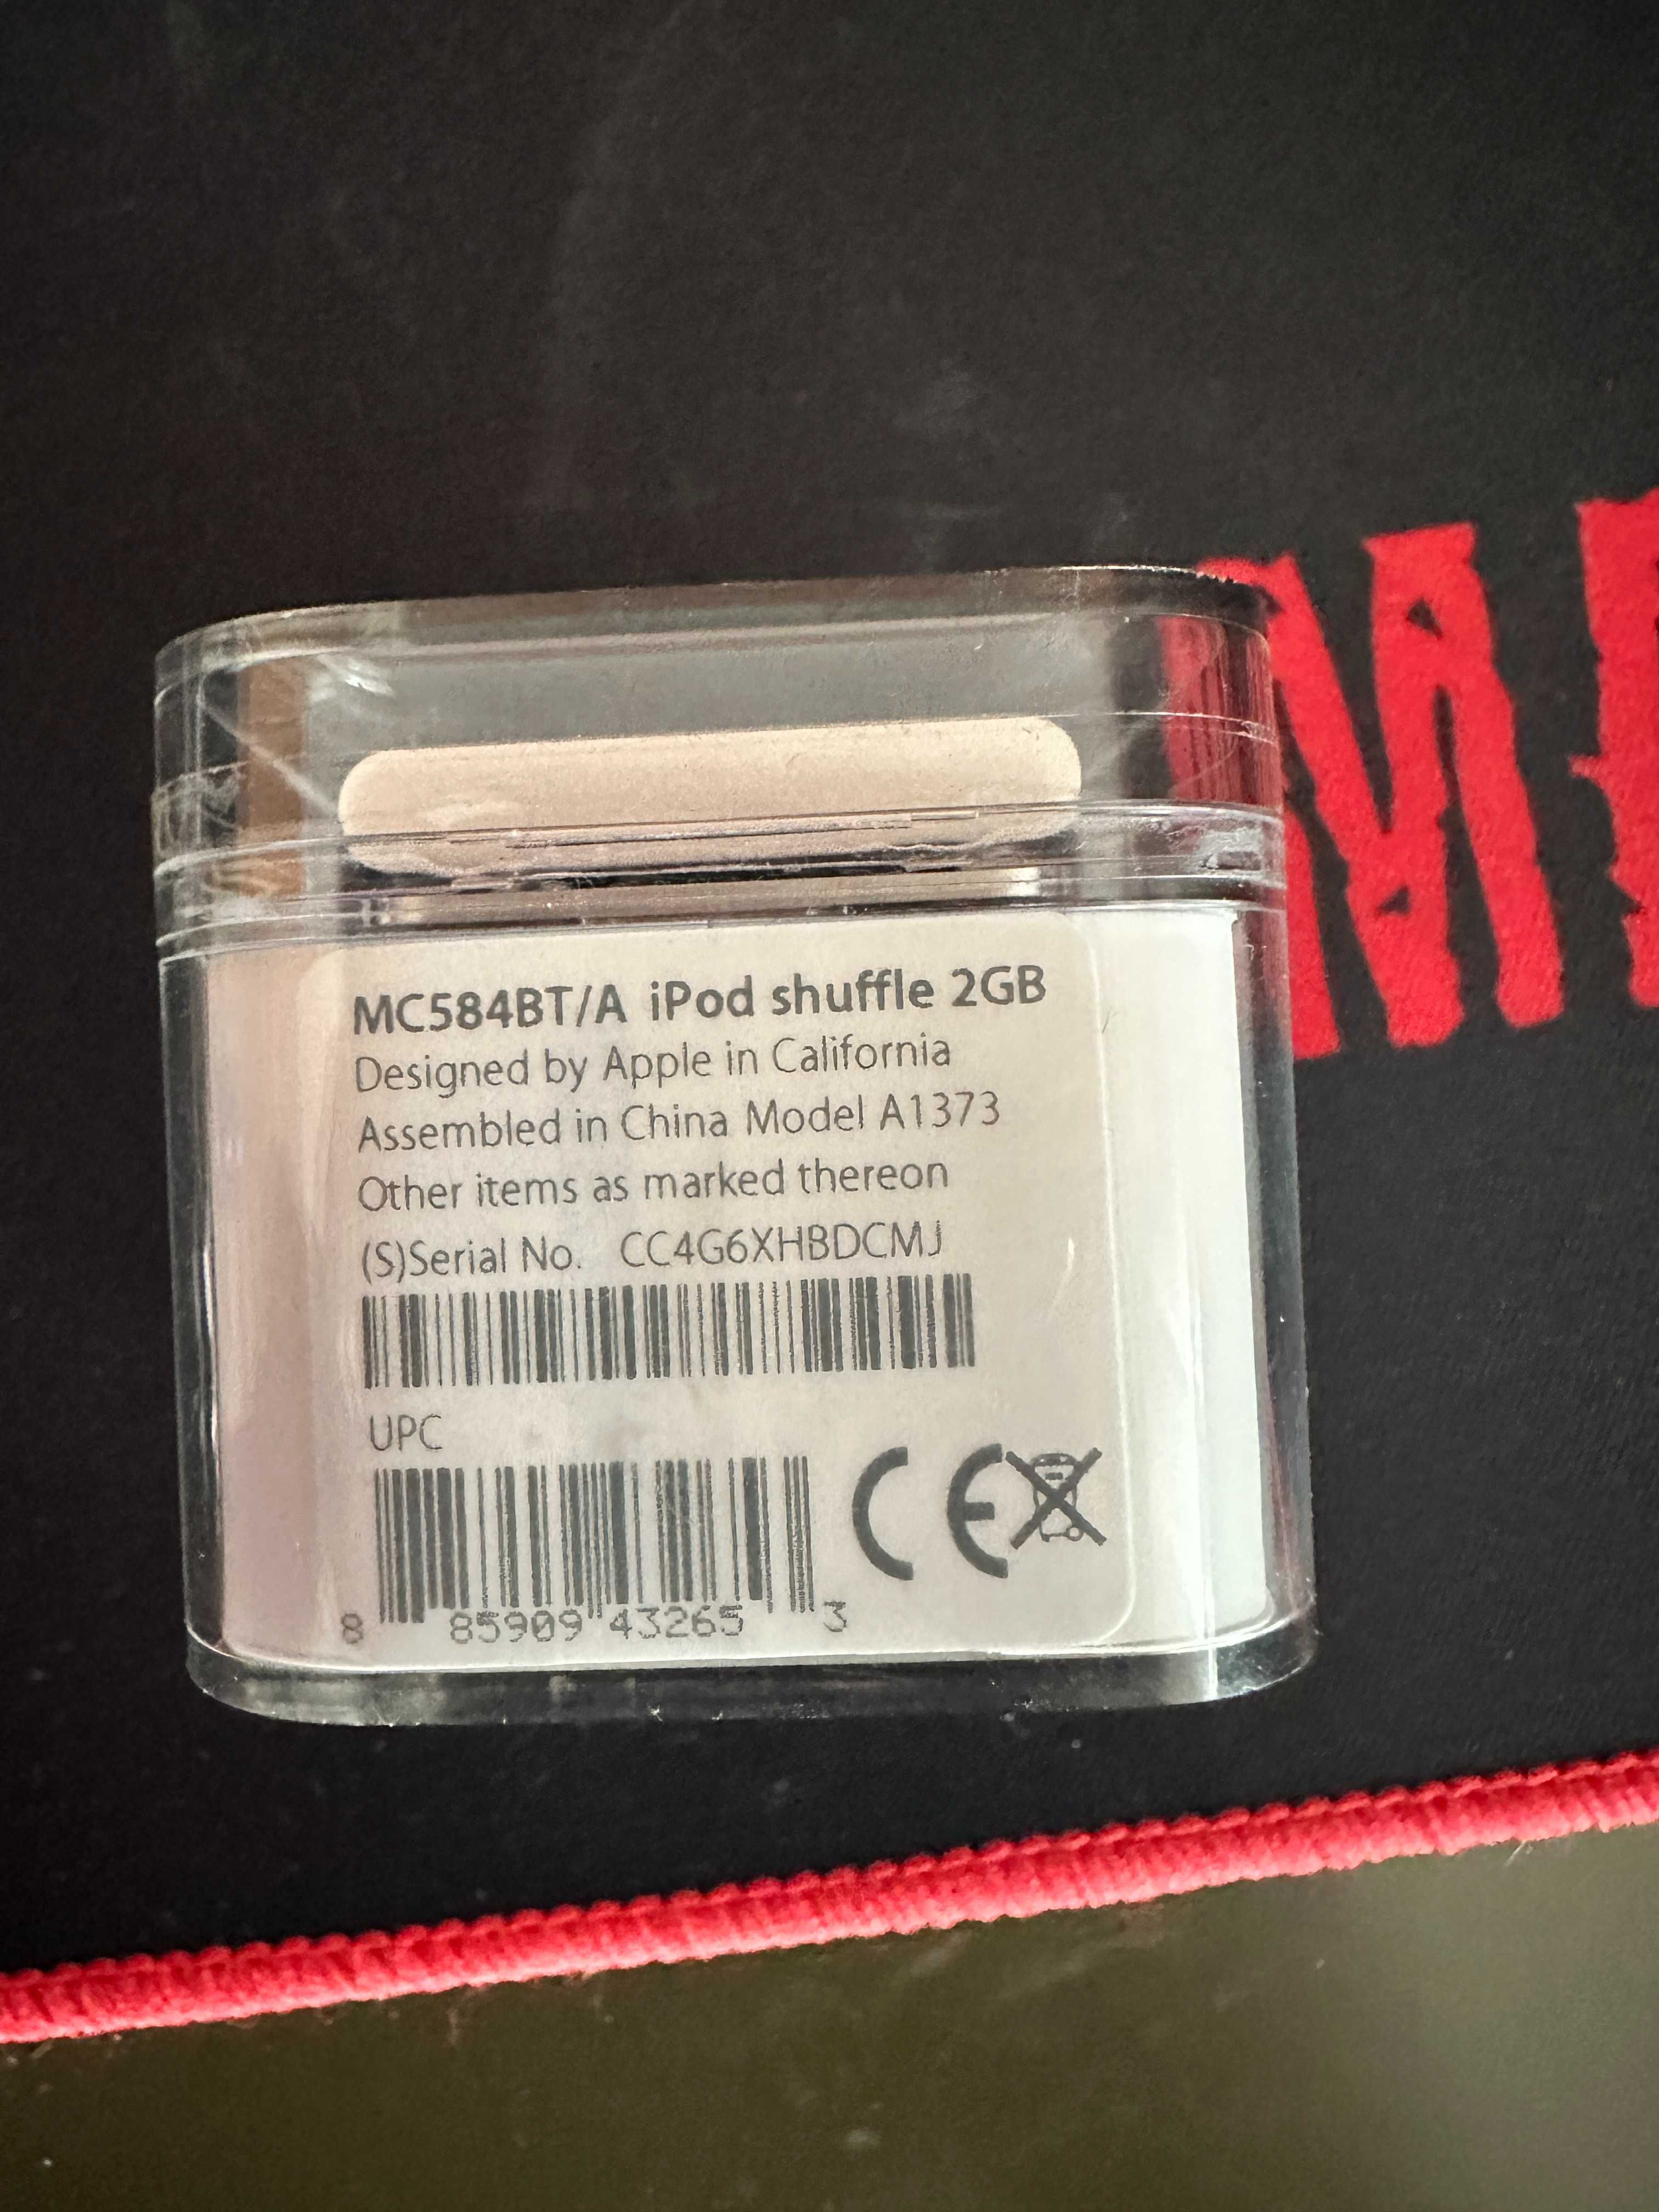 MC584BT/A iPod shuffle 2GB
Designed by Apple in California
Assembled in China Model A1373
Other items as marked thereon
(S)Serial No. CC4G6XHBDCMJ
UPC
8 85909 43265 3
CE